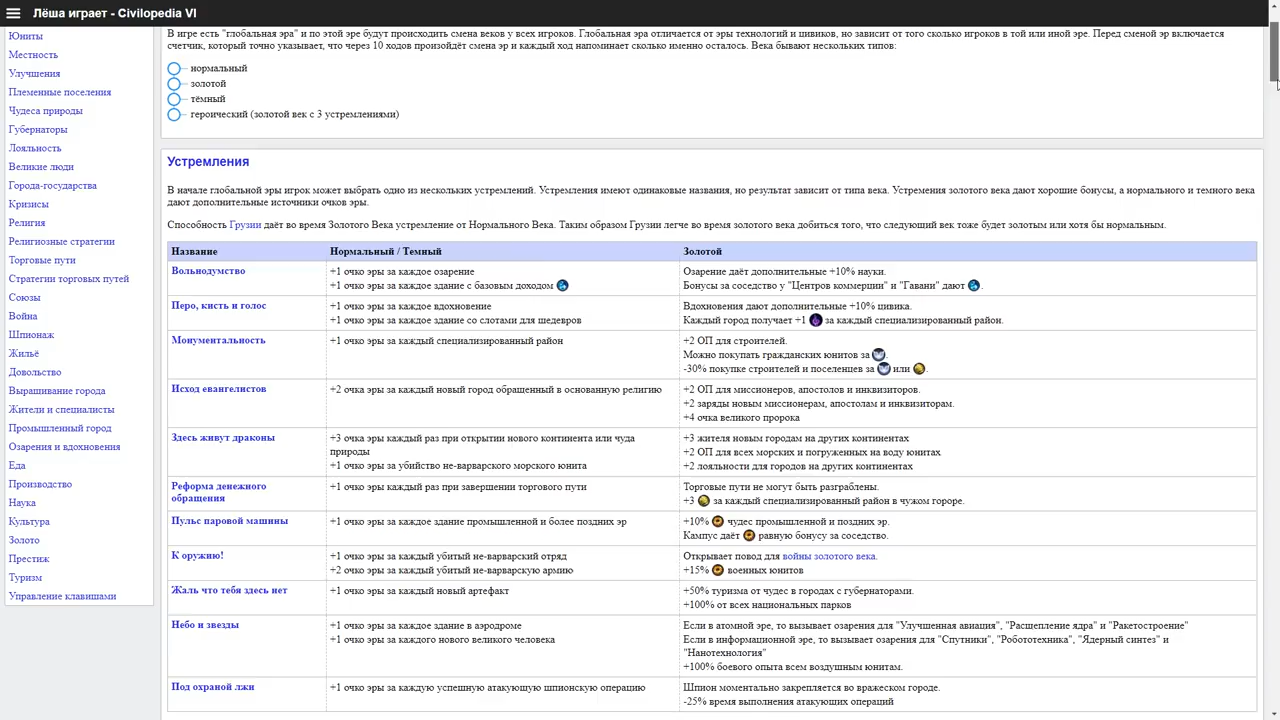 Лёша играет - Civilopedia VI
Юниты
Местность
Улучшения
Племенные поселения
Чудеса природы
Губернаторы
Лояльность
Великие люди
Города-государства
Кризисы
Религия
Религиозные стратегии
Торговые пути
Стратегии торговых путей
Союзы
Война
Шпионаж
Жильё
Довольство
Выращивание города
Жители и специалисты
Промышленный город
Озарения и вдохновения
Еда
Производство
Наука
Культура
Золото
Престиж
Туризм
Управление клавишами
В игре есть "глобальная эра" и по этой эре будут происходить смена веков у всех игроков. Глобальная эра отличается от эры технологий и цивиков, но зависит от того сколько игроков в той или иной эре. Перед сменой эр включается
счетчик, который точно указывает, что через 10 ходов произойдёт смена эр и каждый ход напоминает сколько именно осталось. Века бывают нескольких типов:
нормальный
золотой
тёмный
героический (золотой век с 3 устремлениями)
Устремления
В начале глобальной эры игрок может выбрать одно из нескольких устремлений. Устремления имеют одинаковые названия, но результат зависит от типа века. Устремения золотого века дают хорошие бонусы, а нормального и темного века
дают дополнительные источники очков эры.
Способность Грузии даёт во время Золотого Века устремление от Нормального Века. Таким образом Грузии легче во время золотого века добиться того, что следующий век тоже будет золотым или хотя бы нормальным.
Название Нормальный / Темный Золотой
Вольнодумство +1 очко эры за каждое озарение Озарение даёт дополнительные +10% науки.
+1 очко эры за каждое здание с базовым доходом Бонусы за соседство у "Центров коммерции" и "Гавани" дают .
Перо, кисть и голос +1 очко эры за каждое вдохновение Вдохновения дают дополнительные +10% цивика.
+1 очко эры за каждое здание со слотами для шедевров Каждый город получает +1 за каждый специализированный район.
Монументальность +1 очко эры за каждый специализированный район +2 ОП для строителей.
Можно покупать гражданских юнитов за .
-30% покупке строителей и поселенцев за или .
Исход евангелистов +2 очка эры за каждый новый город обращенный в основанную религию +2 ОП для миссионеров, апостолов и инквизиторов.
+2 заряды новым миссионерам, апостолам и инквизиторам.
+4 очка великого пророка
Здесь живут драконы +3 очко эры каждый раз при открытии нового континента или чуда +3 жителя новым городам на других континентах
природы +2 ОП для всех морских и погруженных на воду юнитах
+1 очко эры за убийство не-варварского морского юнита +2 лояльности для городов на других континентах
Реформа денежного +1 очко эры каждый раз при завершении торгового пути Торговые пути не могут быть разграблены.
обращения +3 за каждый специализированный район в чужом гороре.
Пульс паровой машины +1 очко эры за каждое здание промышленной и более поздних эр +10% чудес промышленной и поздних эр.
Кампус даёт равную бонусу за соседство.
К оружию! +1 очко эры за каждый убитый не-варварский отряд Открывает повод для войны золотого века.
+2 очко эры за каждый убитый не-варварскую армию +15% военных юнитов
Жаль что тебя здесь нет +1 очко эры за каждый новый артефакт +50% туризма от чудес в городах с губернаторами.
+100% от всех национальных парков
Небо и звезды +1 очко эры за каждое здание в аэродроме Если в атомной эре, то вызывает озарения для "Улучшенная авиация", "Расщепление ядра" и "Ракетостроение"
+1 очко эры за каждого нового великого человека Если в информационной эре, то вызывает озарения для "Спутники", "Робототехника", "Ядерный синтез" и
"Нанотехнология"
+100% боевого опыта всем воздушным юнитам.
Под охраной лжи +1 очко эры за каждую успешную атакующую шпионскую операцию Шпион моментально закрепляется во вражеском городе.
-25% время выполнения атакующих операций